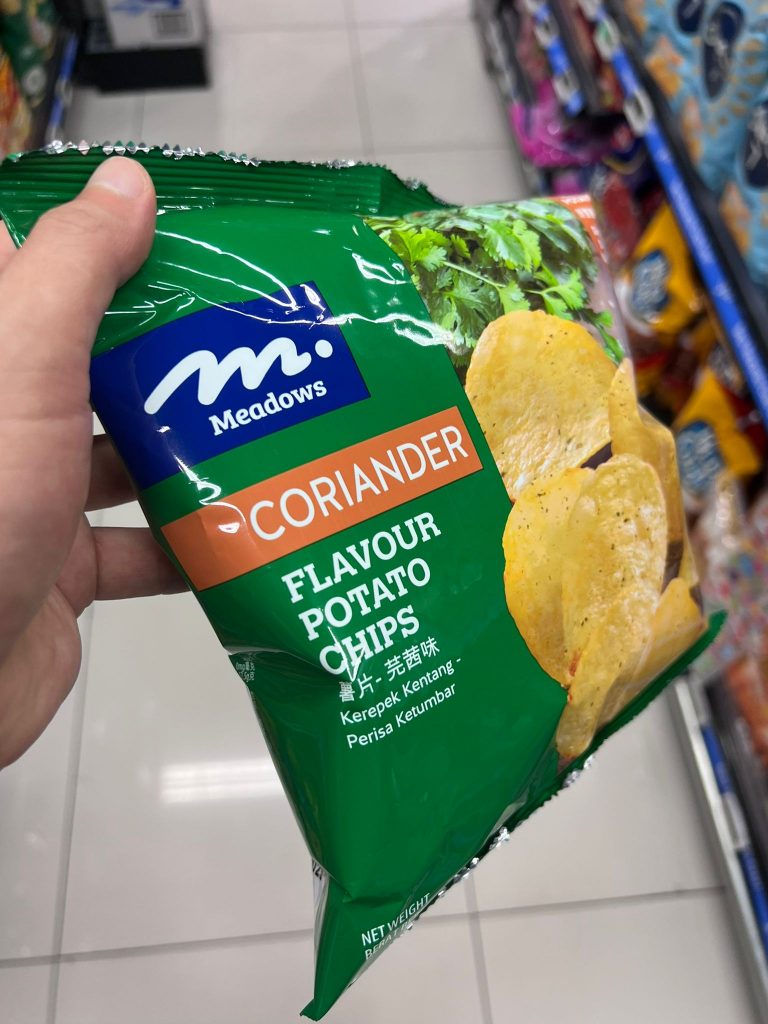 m.
Meadows
CORIANDER
FLAVOUR
POTATO
CHIPS
薯片-芫茜味
Kerepek Kentang -
Perisa Ketumbar
NET WEIGHT